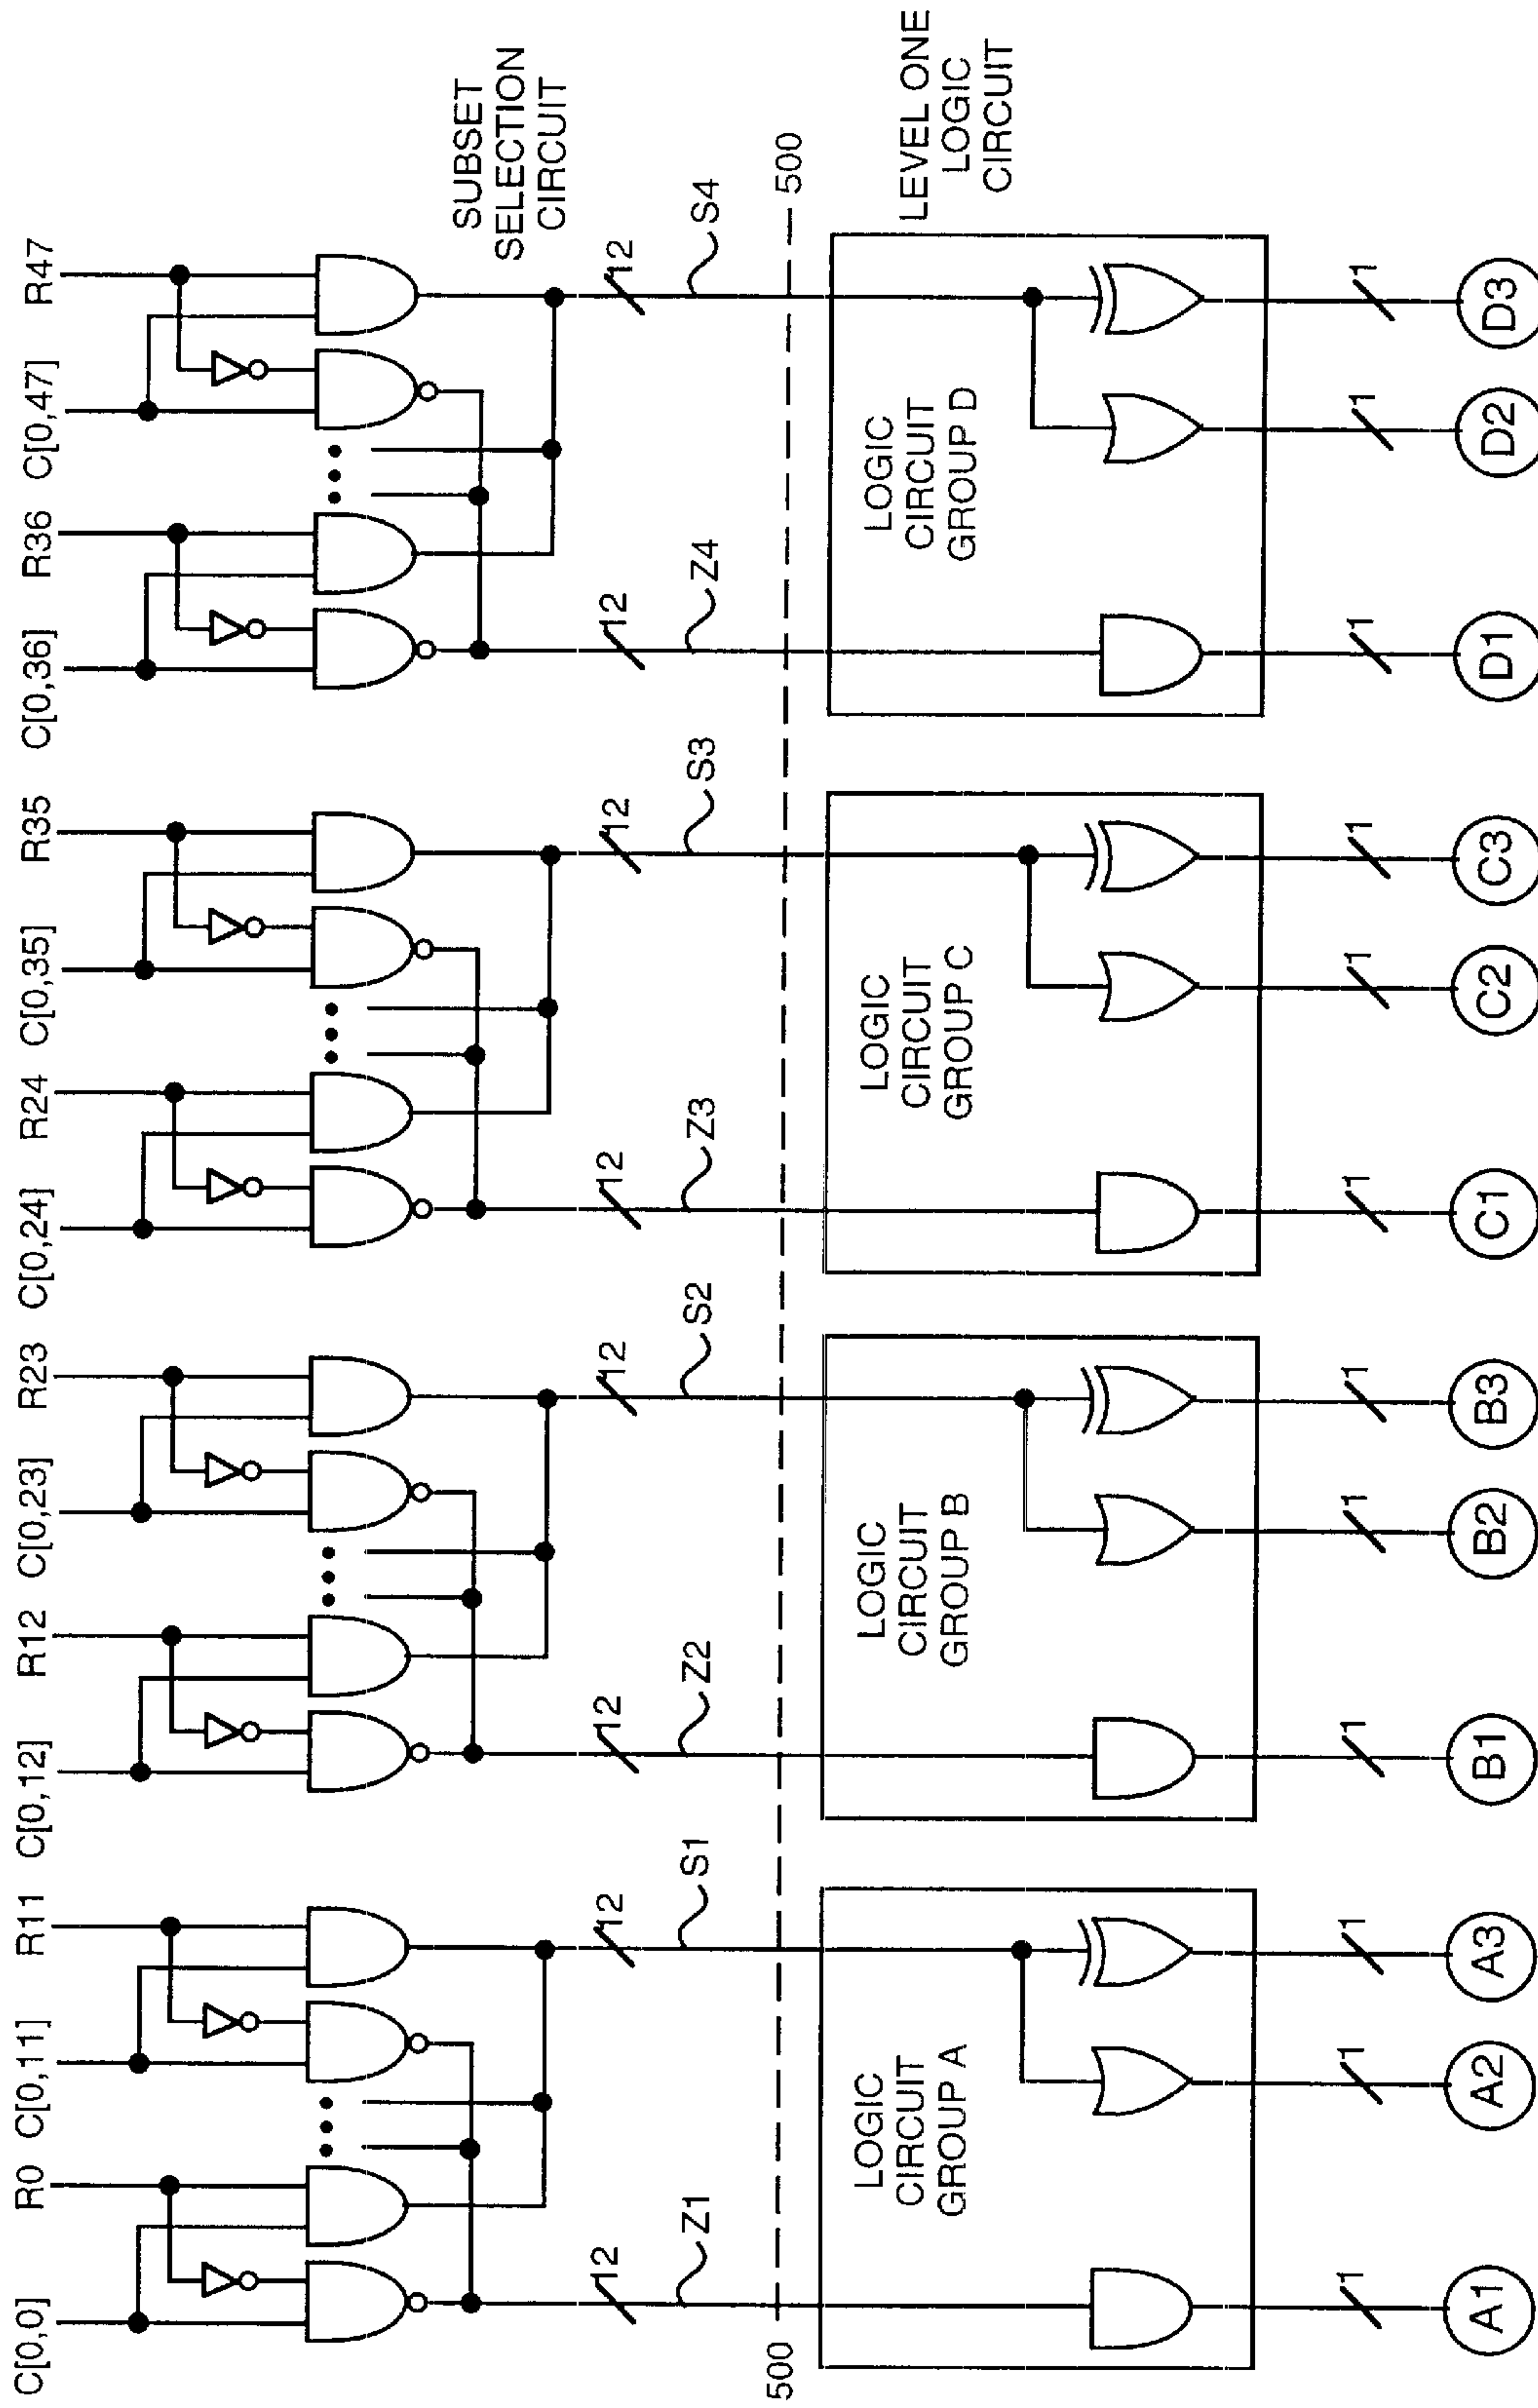 C[0,0] R0 C[0,11] R11 C[0,12] R12 C[0,23] R23 C[0,24] R24 C[0,35] R35 C[0,36] R36 C[0,47] R47
SUBSET
SELECTION
CIRCUIT
12 12 12 12 12 12 12 12
Z1 S1 Z2 S2 Z3 S3 Z4 S4
500 500
LEVEL ONE
LOGIC
CIRCUIT
LOGIC
CIRCUIT
GROUP A
LOGIC
CIRCUIT
GROUP B
LOGIC
CIRCUIT
GROUP C
LOGIC
CIRCUIT
GROUP D
1 1 1 1 1 1 1 1 1 1 1 1
A1 A2 A3 B1 B2 B3 C1 C2 C3 D1 D2 D3